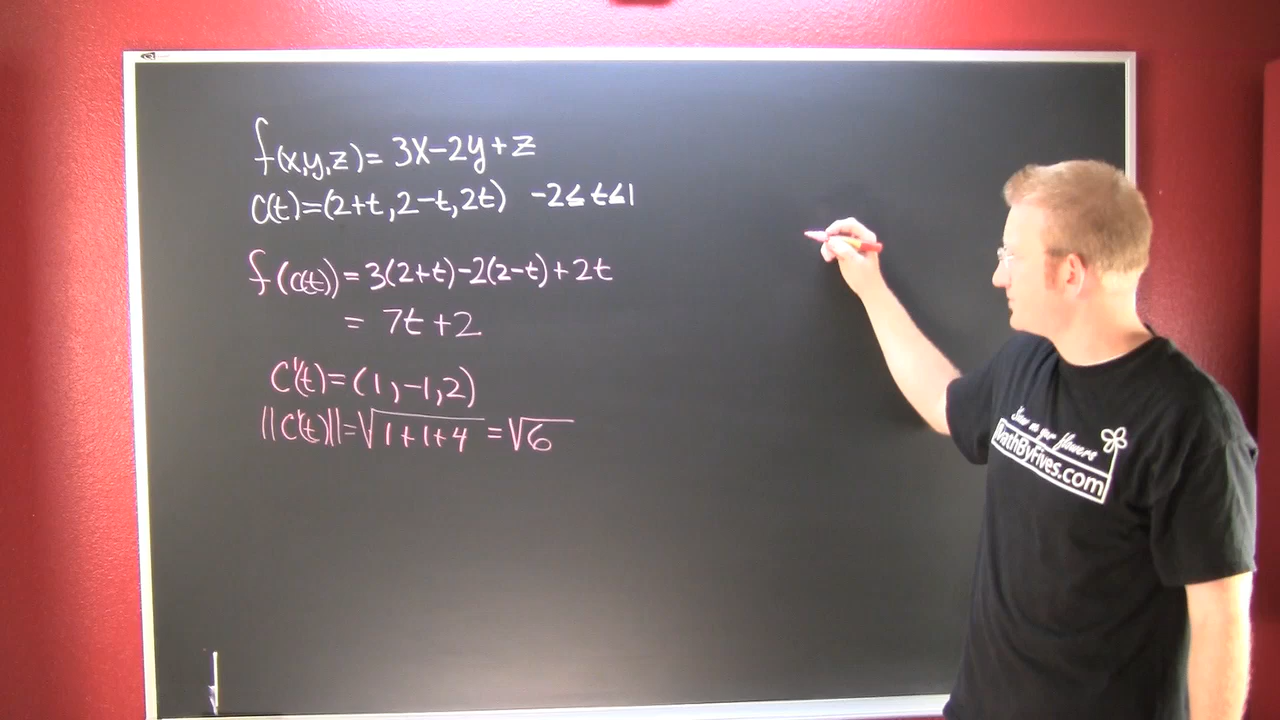 f(x,y,z)= 3x-2y+z
c(t)=(2+t,2-t,2t) -2≤t≤1
f(c(t))=3(2+t)-2(2-t)+2t
= 7t+2
c'(t)=(1,-1,2)
||c'(t)||=√1+1+4 =√6
MathByFives.com